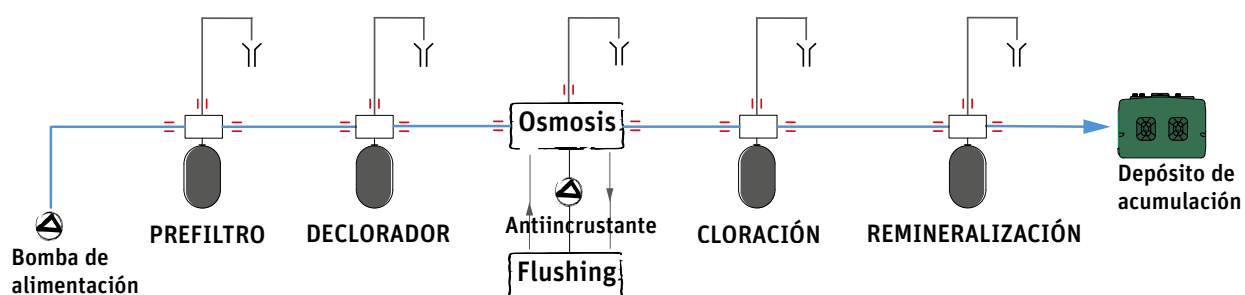 Osmosis
Depósito de
acumulación
Antiincrustante
PREFILTRO
DECLORADOR
CLORACIÓN
REMINERALIZACIÓN
Bomba de
alimentación
Flushing